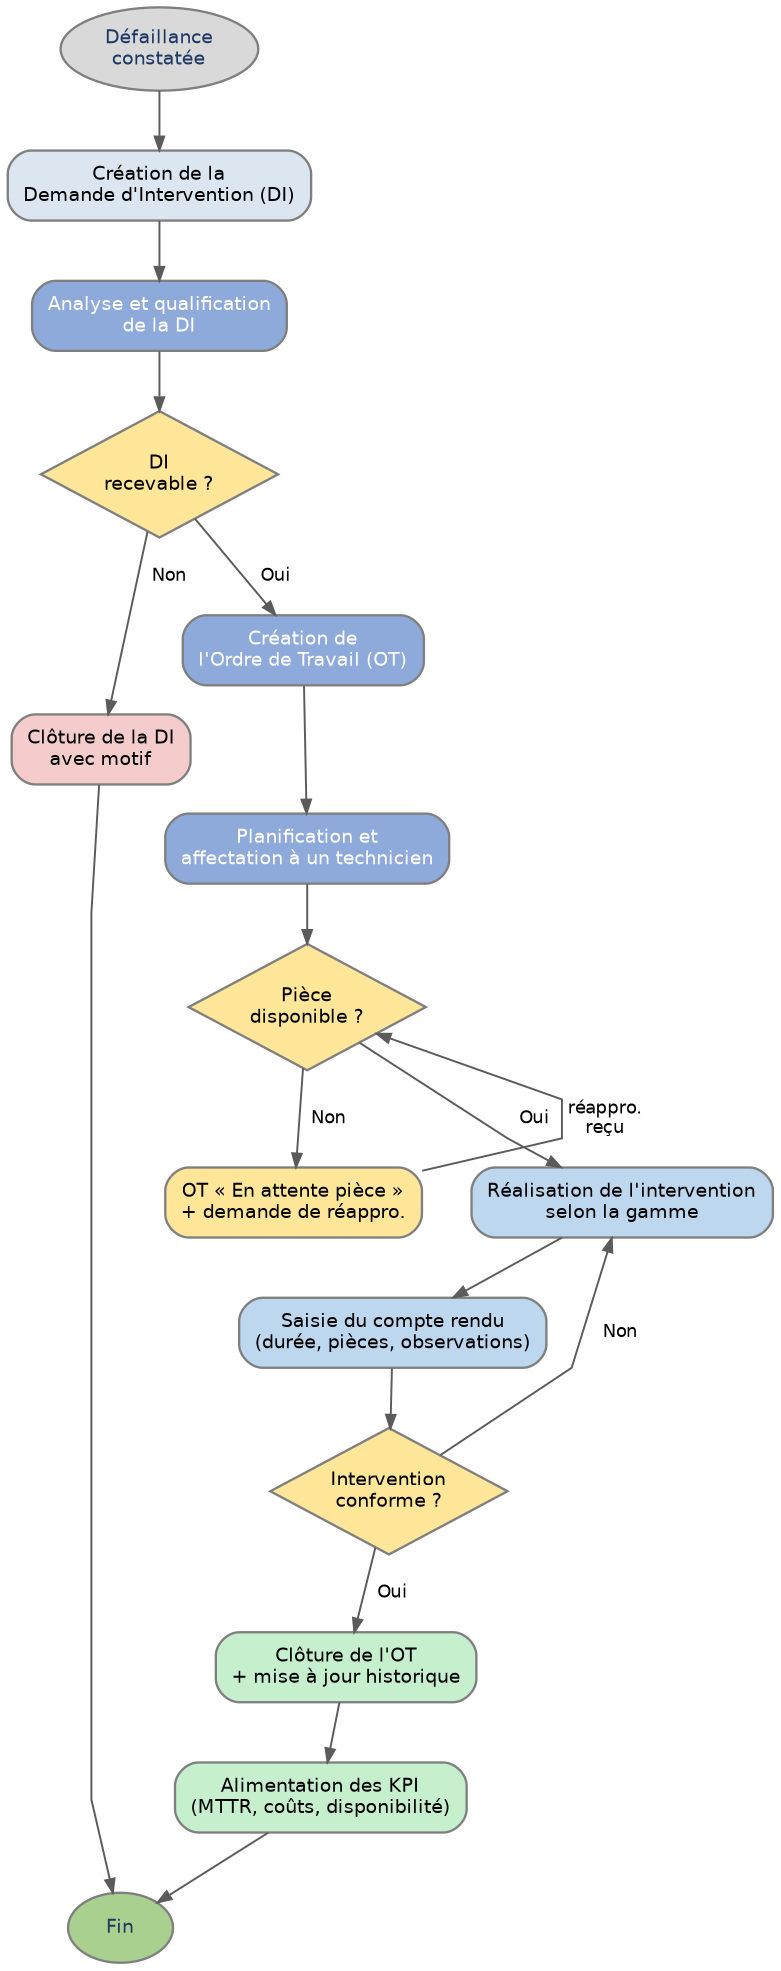 Défaillance
constatée
Création de la
Demande d'Intervention (DI)
Analyse et qualification
de la DI
DI
recevable ?
Non
Oui
Création de
l'Ordre de Travail (OT)
Clôture de la DI
avec motif
Planification et
affectation à un technicien
Pièce
disponible ?
Non
Oui
réappro.
reçu
OT « En attente pièce »
+ demande de réappro.
Réalisation de l'intervention
selon la gamme
Saisie du compte rendu
(durée, pièces, observations)
Non
Intervention
conforme ?
Oui
Clôture de l'OT
+ mise à jour historique
Alimentation des KPI
(MTTR, coûts, disponibilité)
Fin